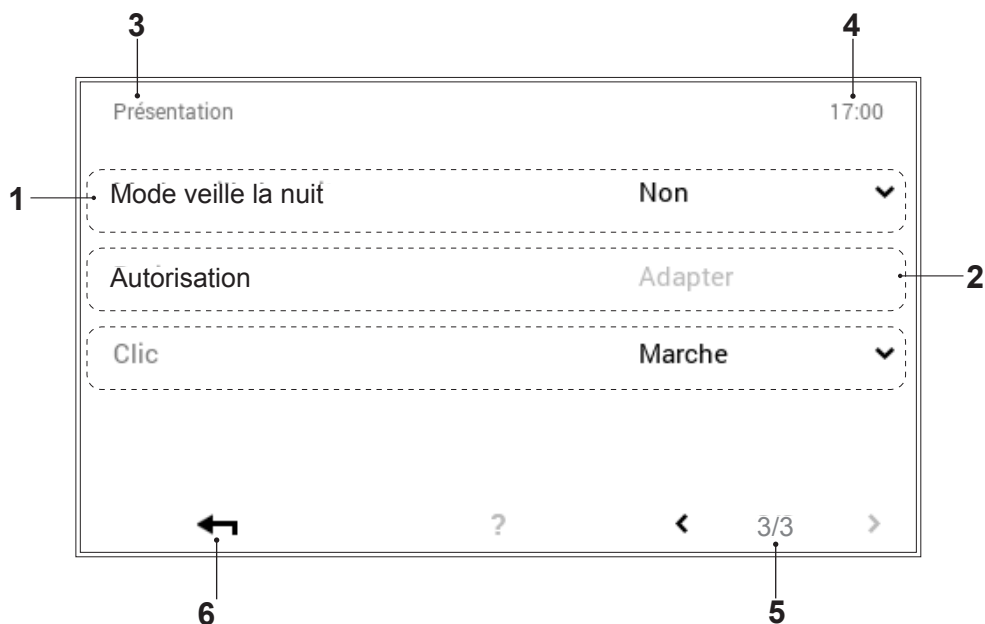 3 4
Présentation 17:00
1 Mode veille la nuit Non
Autorisation Adapter 2
Clic Marche
? 3/3
6 5